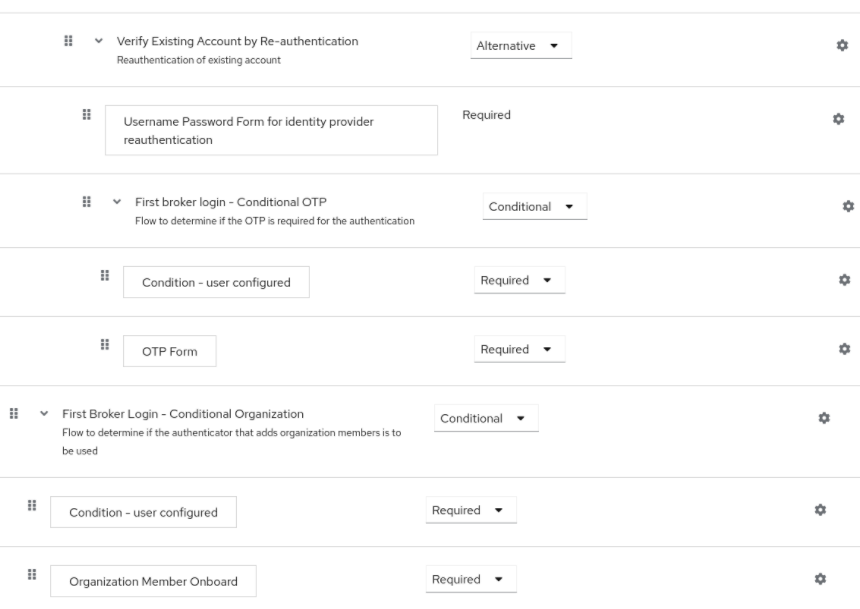 Verify Existing Account by Re-authentication
Alternative
Reauthentication of existing account
Username Password Form for identity provider
reauthentication
Required
First broker login - Conditional OTP
Conditional
Flow to determine if the OTP is required for the authentication
Condition - user configured
Required
OTP Form
Required
First Broker Login - Conditional Organization
Conditional
Flow to determine if the authenticator that adds organization members is to
be used
Condition - user configured
Required
Organization Member Onboard
Required